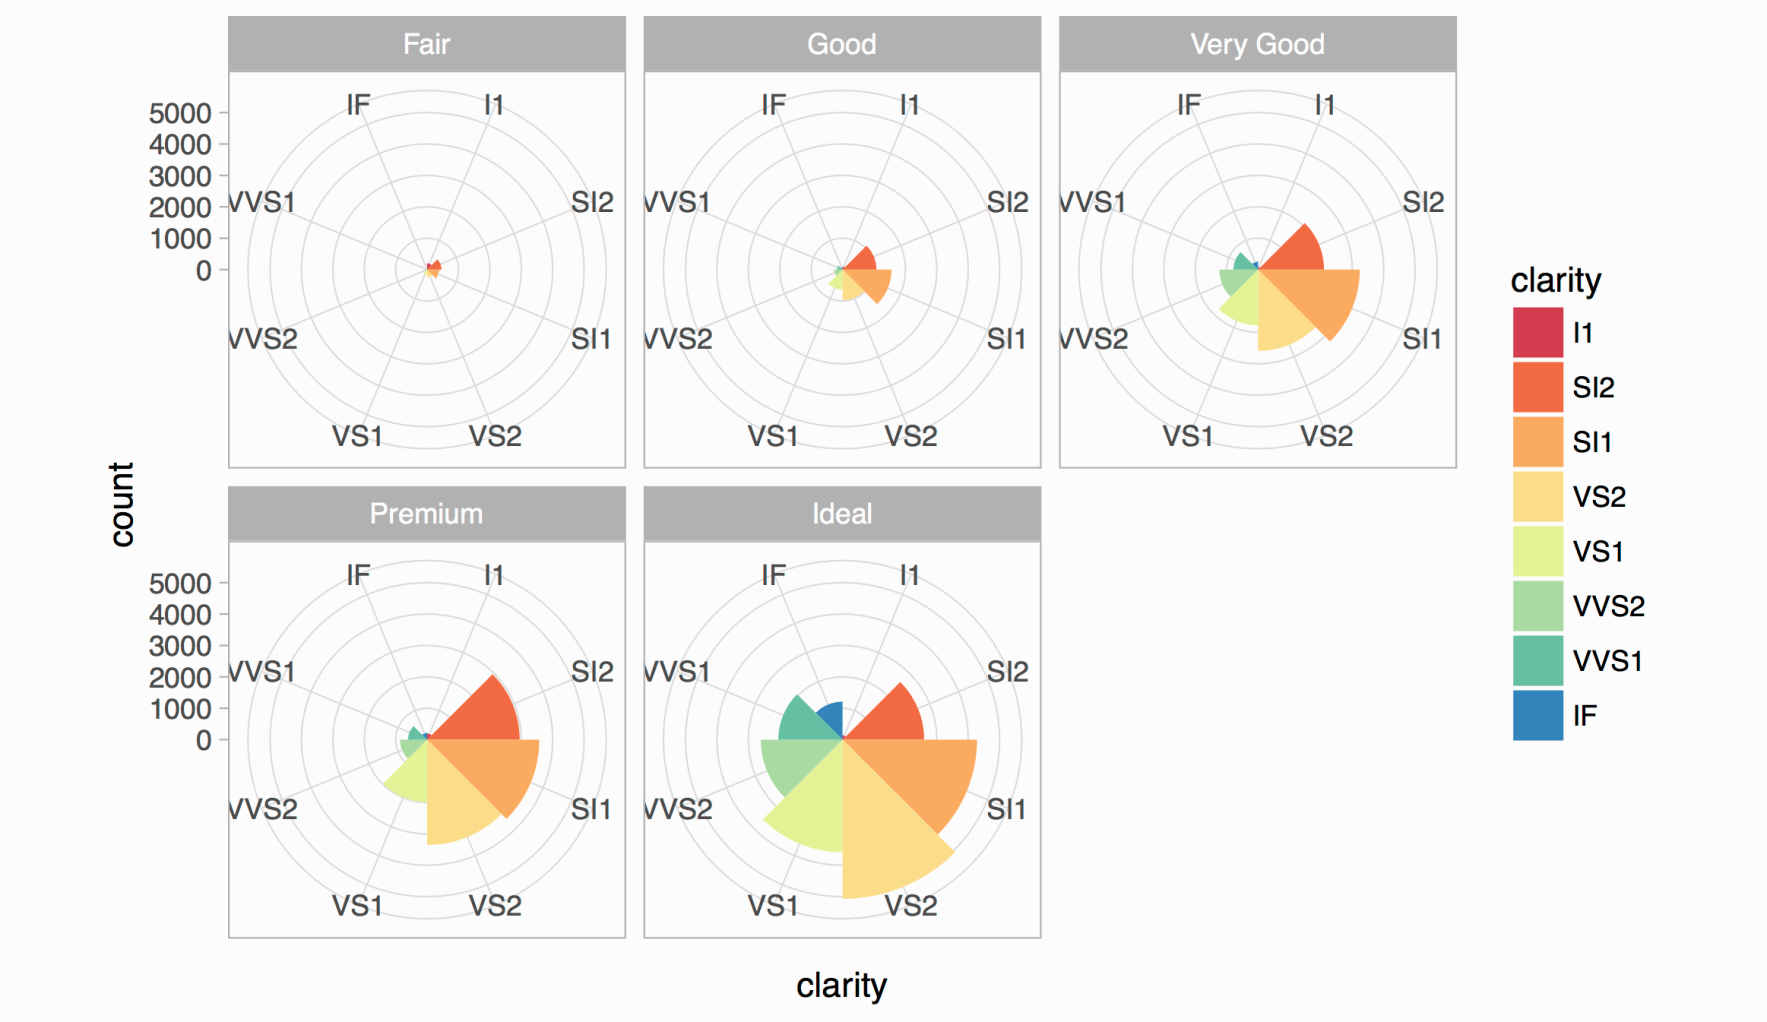 Fair
Good
Very Good
IF
I1
IF
I1
IF
I1
5000
4000
3000
2000
1000
0
VVS1
SI2
VVS1
SI2
VVS1
SI2
VVS2
SI1
VVS2
SI1
VVS2
SI1
VS1
VS2
VS1
VS2
VS1
VS2
count
Premium
Ideal
IF
I1
IF
I1
5000
4000
3000
2000
1000
0
VVS1
SI2
VVS1
SI2
VVS2
SI1
VVS2
SI1
VS1
VS2
VS1
VS2
clarity
clarity
I1
SI2
SI1
VS2
VS1
VVS2
VVS1
IF